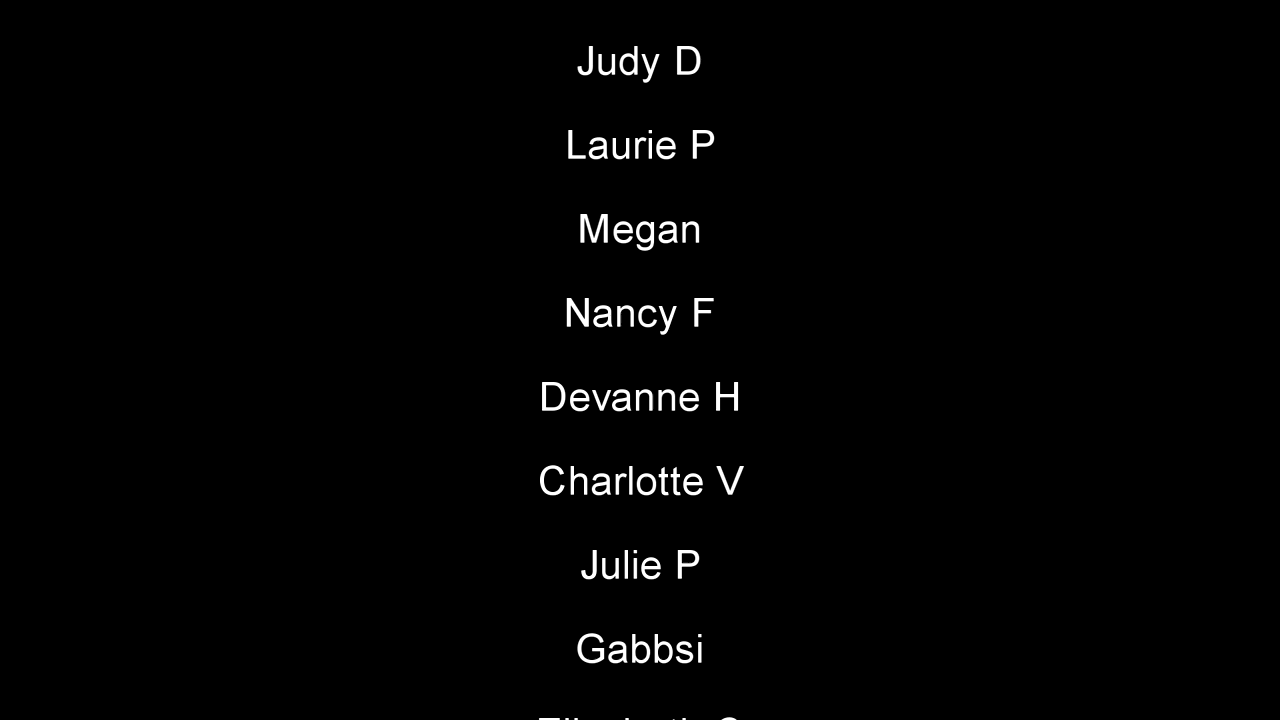 Judy D
Laurie P
Megan
Nancy F
Devanne H
Charlotte V
Julie P
Gabbsi